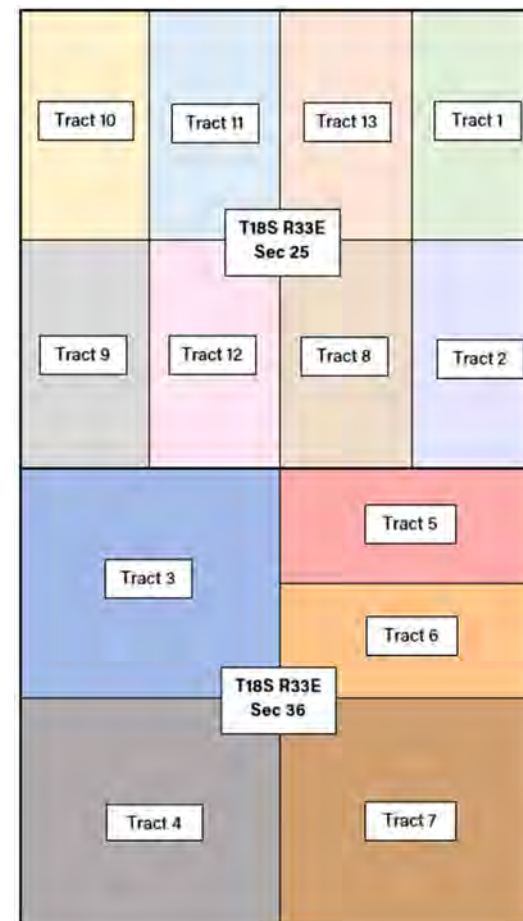 Tract 10
Tract 11
Tract 13
Tract 1
T18S R33E
Sec 25
Tract 9
Tract 12
Tract 8
Tract 2
Tract 5
Tract 3
Tract 6
T18S R33E
Sec 36
Tract 4
Tract 7